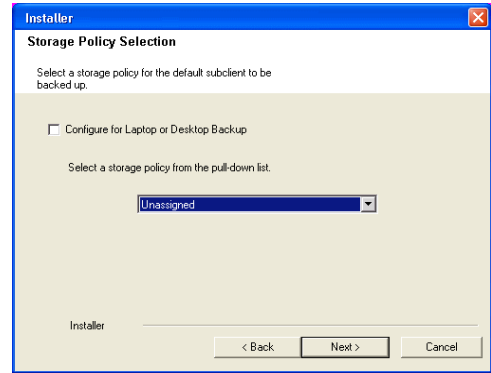 Installer
Storage Policy Selection
Select a storage policy for the default subclient to be
backed up.
Configure for Laptop or Desktop Backup
Select a storage policy from the pull-down list.
Unassigned
Installer
< Back Next > Cancel